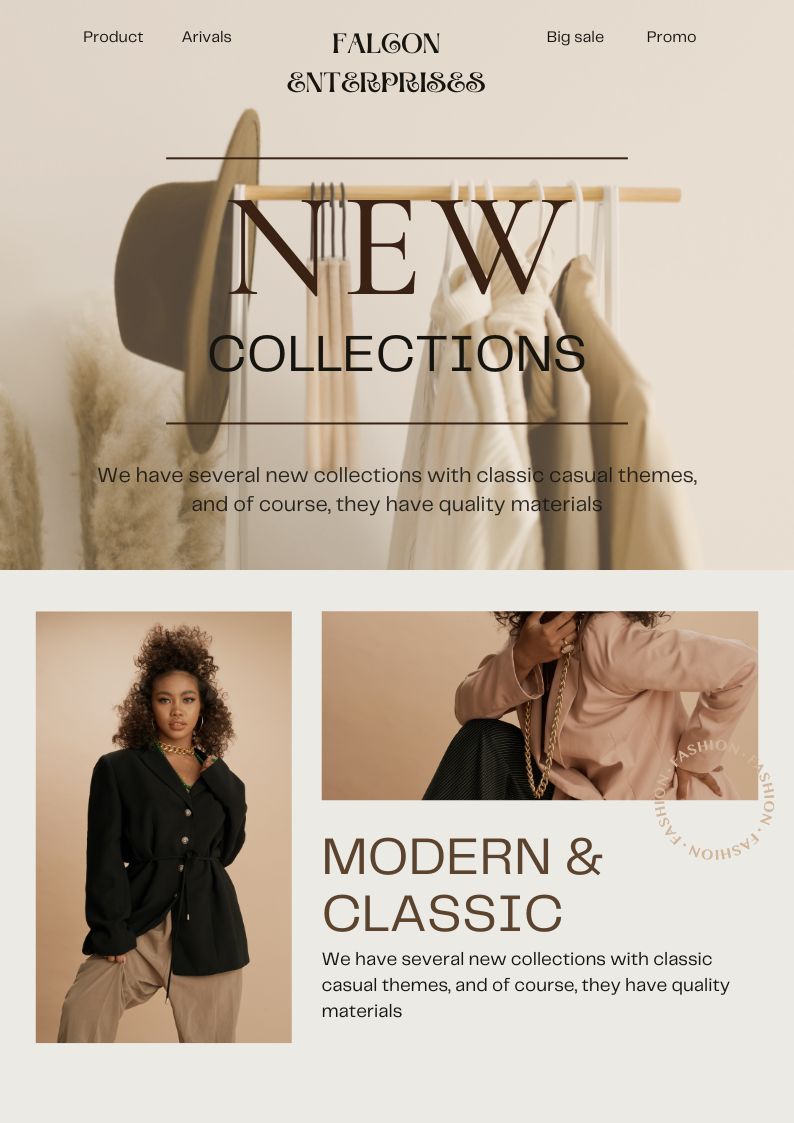 Product Arivals
FALCON
ENTERPRISES
Big sale Promo
NEW
COLLECTIONS
We have several new collections with classic casual themes,
and of course, they have quality materials
FASHION · FASHION · FASHION · FASHION ·
MODERN &
CLASSIC
We have several new collections with classic
casual themes, and of course, they have quality
materials